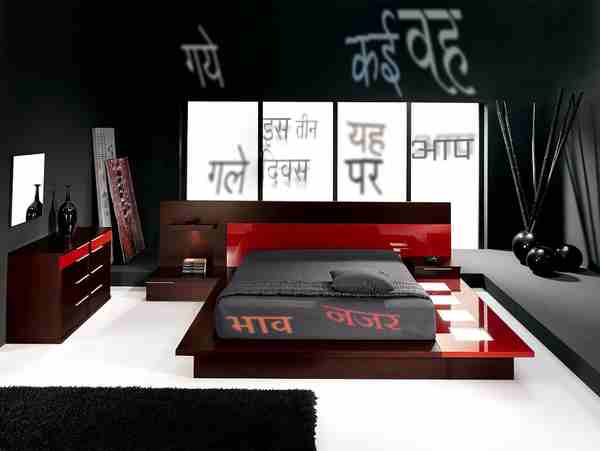 गये
कई वह
इस तीन
दिवस
गले
यह
पर
आप
भाव नजर